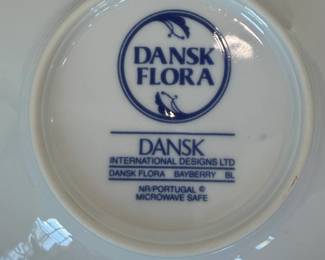 DANSK
FLORA
DANSK
INTERNATIONAL DESIGNS LTD
DANSK FLORA BAYBERRY BL
NR/PORTUGAL ©
MICROWAVE SAFE